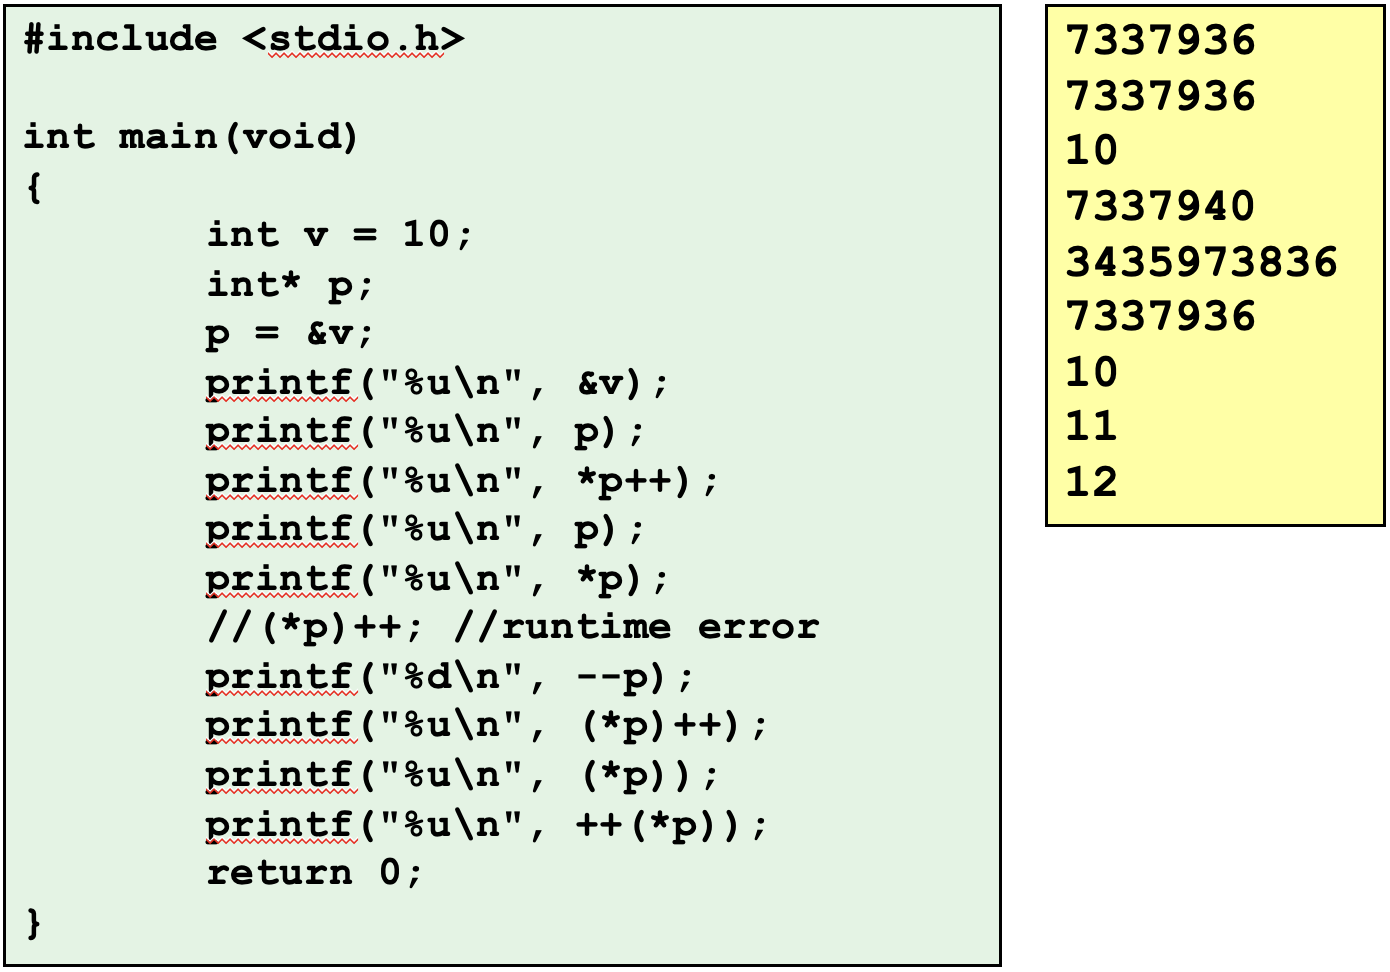 #include <stdio.h>
int main(void)
{
int v = 10;
int* p;
p = &v;
printf("%u\n", &v);
printf("%u\n", p);
printf("%u\n", *p++);
printf("%u\n", p);
printf("%u\n", *p);
//(*p)++; //runtime error
printf("%d\n", --p);
printf("%u\n", (*p)++);
printf("%u\n", (*p));
printf("%u\n", ++(*p));
return 0;
}
7337936
7337936
10
7337940
3435973836
7337936
10
11
12